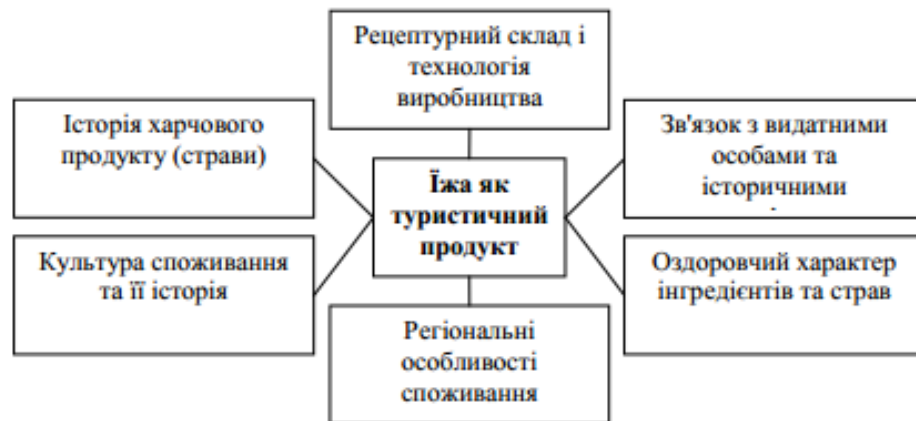 Рецептурний склад і
технологія
виробництва
Історія харчового
продукту (страви)
Зв'язок з видатними
особами та
історичними
Їжа як
туристичний
продукт
Культура споживання
та її історія
Оздоровчий характер
інгредієнтів та страв
Регіональні
особливості
споживання